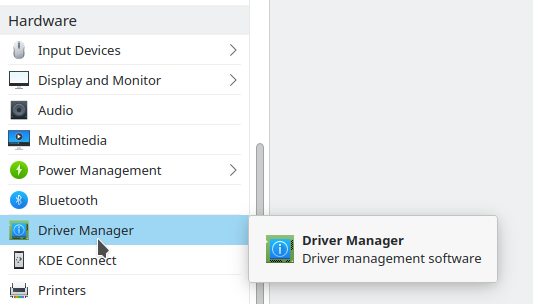 Hardware
Input Devices
Display and Monitor
Audio
Multimedia
Power Management
Bluetooth
Driver Manager
KDE Connect
Printers
Driver Manager
Driver management software